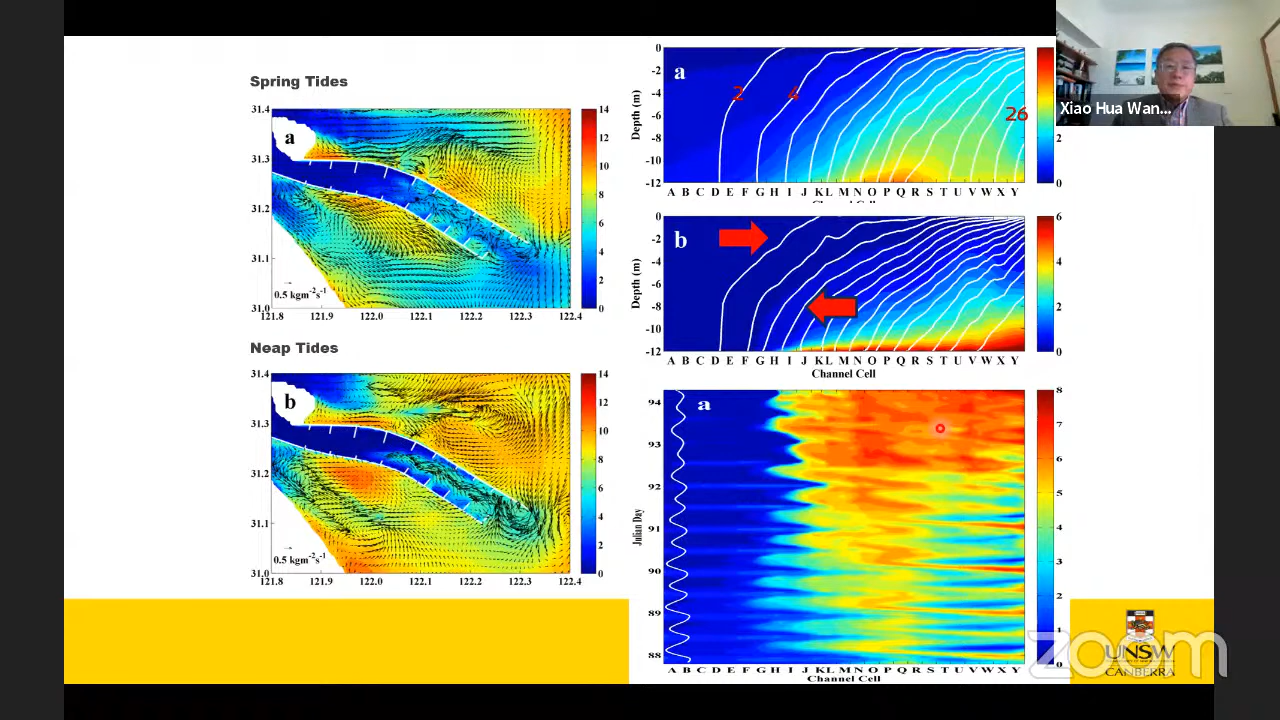 Spring Tides
31.4
31.3
31.2
31.1
31.0
a
0.5 kgm⁻²s⁻¹
121.8 121.9 122.0 122.1 122.2 122.3 122.4
14
12
10
8
6
4
2
0
Neap Tides
31.4
31.3
31.2
31.1
31.0
b
0.5 kgm⁻²s⁻¹
121.8 121.9 122.0 122.1 122.2 122.3 122.4
14
12
10
8
6
4
2
0
Depth (m)
0
-2
-4
-6
-8
-10
-12
a
2 4 26
A B C D E F G H I J K L M N O P Q R S T U V W X Y
2
0
Depth (m)
0
-2
-4
-6
-8
-10
-12
b
A B C D E F G H I J K L M N O P Q R S T U V W X Y
Channel Cell
6
4
2
0
Julian Day
94
93
92
91
90
89
88
a
A B C D E F G H I J K L M N O P Q R S T U V W X Y
Channel Cell
8
7
6
5
4
3
2
1
0
Xiao Hua Wan...
UNSW
CANBERRA
zoom